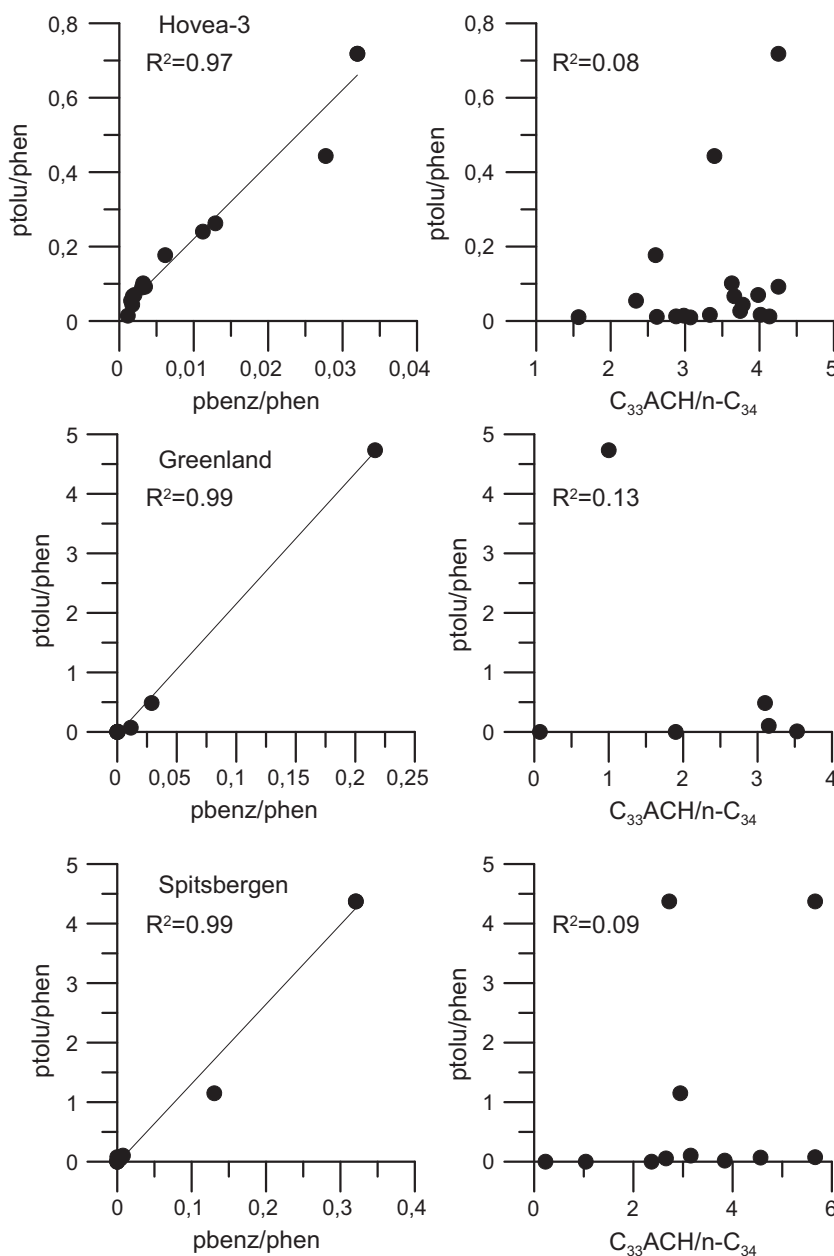 Hovea-3
R²=0.97
0,8
0,6
0,4
0,2
0
ptolu/phen
0 0,01 0,02 0,03 0,04
pbenz/phen
R²=0.08
0,8
0,6
0,4
0,2
0
ptolu/phen
1 2 3 4 5
C₃₃ACH/n-C₃₄
Greenland
R²=0.99
5
4
3
2
1
0
ptolu/phen
0 0,05 0,1 0,15 0,2 0,25
pbenz/phen
R²=0.13
5
4
3
2
1
0
ptolu/phen
0 1 2 3 4
C₃₃ACH/n-C₃₄
Spitsbergen
R²=0.99
5
4
3
2
1
0
ptolu/phen
0 0,1 0,2 0,3 0,4
pbenz/phen
R²=0.09
5
4
3
2
1
0
ptolu/phen
0 2 4 6
C₃₃ACH/n-C₃₄